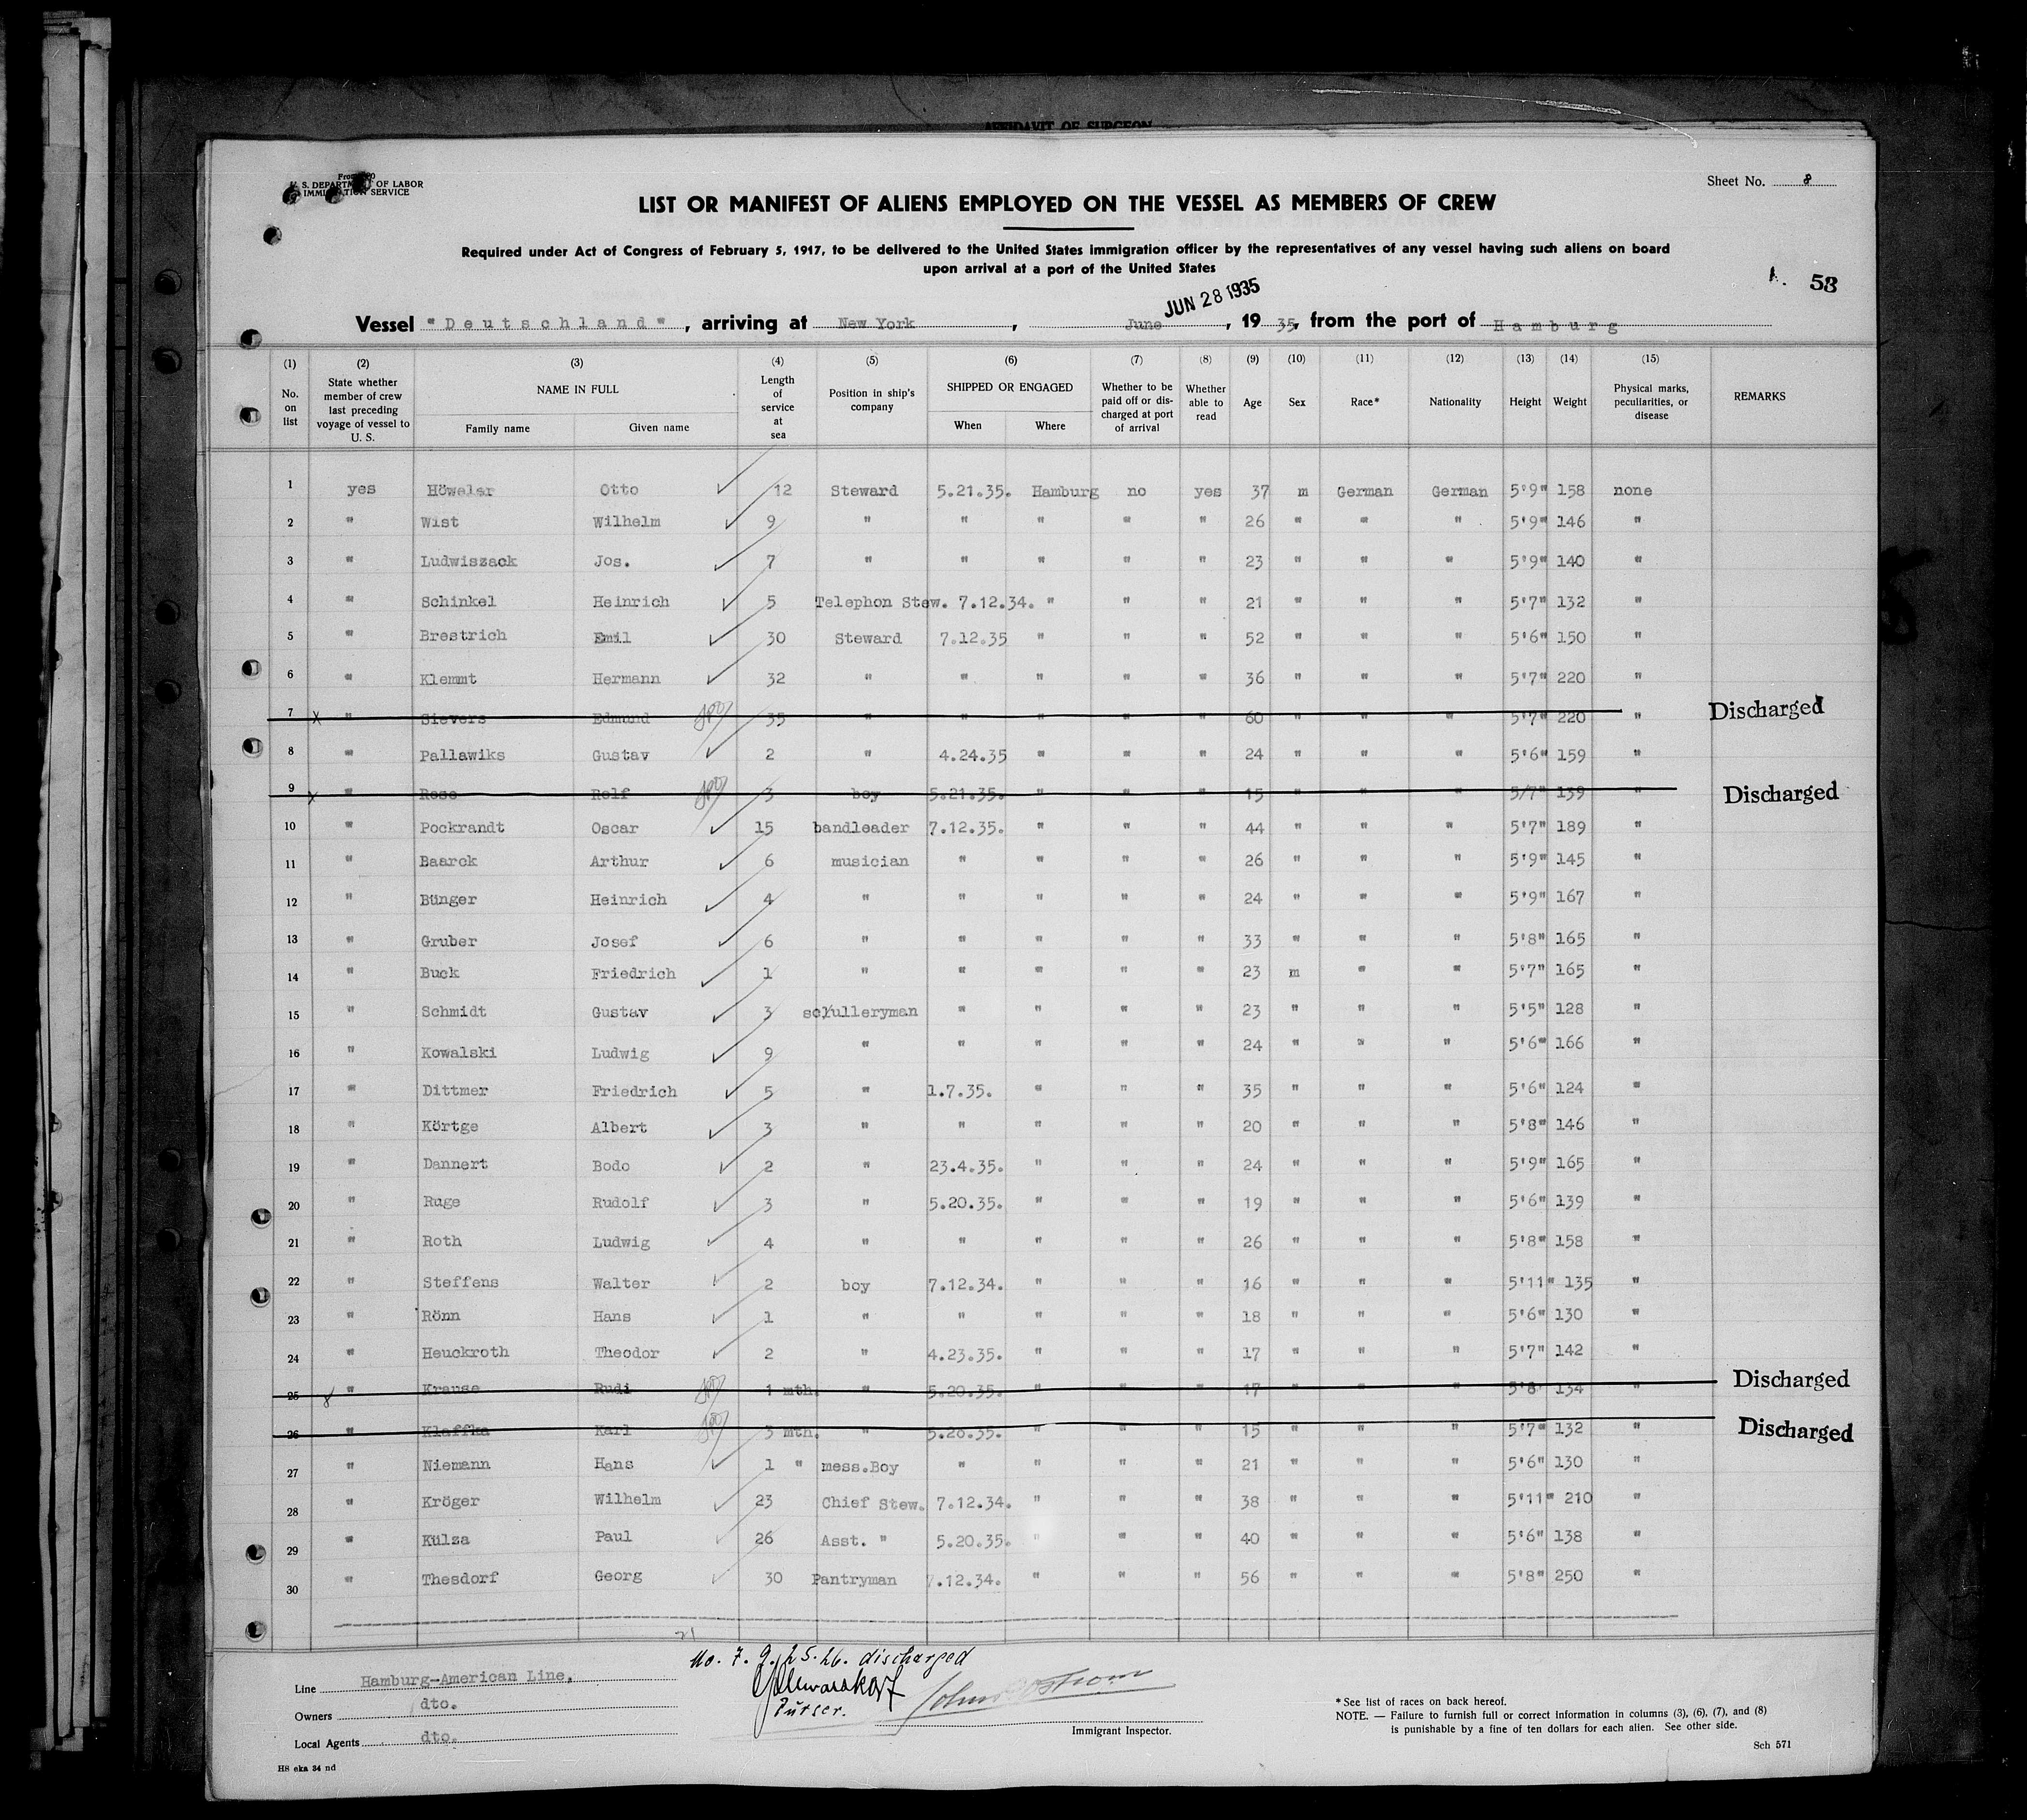 AFFIDAVIT OF SURGEON
U. S. DEPARTMENT OF LABOR
IMMIGRATION SERVICE
Sheet No. 8
LIST OR MANIFEST OF ALIENS EMPLOYED ON THE VESSEL AS MEMBERS OF CREW
Required under Act of Congress of February 5, 1917, to be delivered to the United States immigration officer by the representatives of any vessel having such aliens on board
upon arrival at a port of the United States
53
JUN 28 1935
Vessel "Deutschland", arriving at New York, June, 19 35, from the port of Hamburg
(1) (2) (3) (4) (5) (6) (7) (8) (9) (10) (11) (12) (13) (14) (15)
No. on list State whether member of crew last preceding voyage of vessel to U. S. NAME IN FULL Family name Given name Length of service at sea Position in ship's company SHIPPED OR ENGAGED When Where Whether to be paid off or discharged at port of arrival Whether able to read Age Sex Race* Nationality Height Weight Physical marks, peculiarities, or disease REMARKS
1 yes Höweler Otto 12 Steward 5.21.35. Hamburg no yes 37 m German German 5'9" 158 none
2 " Wist Wilhelm 9 " " " " " 26 " " " 5'9" 146 "
3 " Ludwiszack Jos. 7 " " " " " 23 " " " 5'9" 140 "
4 " Schinkel Heinrich 5 Telephon Stew. 7.12.34. " " " 21 " " " 5'7" 132 "
5 " Brestrich Emil 30 Steward 7.12.35 " " " 52 " " " 5'6" 150 "
6 " Klemmt Hermann 32 " " " " " 36 " " " 5'7" 220 "
7 x " Sievers Edmund 35 " " " " " 60 " " " 5'7" 220 " Discharged
8 " Pallawiks Gustav 2 " 4.24.35 " " " 24 " " " 5'6" 159 "
9 x " Rose Rolf 3 boy 5.21.35. " " " 15 " " " 5/7" 139 " Discharged
10 " Pockrandt Oscar 15 bandleader 7.12.35. " " " 44 " " " 5'7" 189 "
11 " Baarck Arthur 6 musician " " " " 26 " " " 5'9" 145 "
12 " Bünger Heinrich 4 " " " " " 24 " " " 5'9" 167 "
13 " Gruber Josef 6 " " " " " 33 " " " 5'8" 165 "
14 " Buck Friedrich 1 " " " " " 23 m " " 5'7" 165 "
15 " Schmidt Gustav 3 sc/ulleryman " " " " 23 " " " 5'5" 128 "
16 " Kowalski Ludwig 9 " " " " " 24 " " " 5'6" 166 "
17 " Dittmer Friedrich 5 " 1.7.35. " " " 35 " " " 5'6" 124 "
18 " Körtge Albert 3 " " " " " 20 " " " 5'8" 146 "
19 " Dannert Bodo 2 " 23.4.35. " " " 24 " " " 5'9" 165 "
20 " Ruge Rudolf 3 " 5.20.35. " " " 19 " " " 5'6" 139 "
21 " Roth Ludwig 4 " " " " " 26 " " " 5'8" 158 "
22 " Steffens Walter 2 boy 7.12.34. " " " 16 " " " 5'11" 135 "
23 " Rönn Hans 1 " " " " " 18 " " " 5'6" 130 "
24 " Heuckroth Theodor 2 " 4.23.35. " " " 17 " " " 5'7" 142 "
25 " Krause Rudi 1 mth. " 5.20.35. " " " 17 " " " 5'8 134 " Discharged
26 " Klaffka Karl 3 mth. " 5.20.35. " " " 15 " " " 5'7" 132 " Discharged
27 " Niemann Hans 1 " mess.Boy " " " " 21 " " " 5'6" 130 "
28 " Kröger Wilhelm 23 Chief Stew. 7.12.34. " " " 38 " " " 5'11" 210 "
29 " Külza Paul 26 Asst. " 5.20.35. " " " 40 " " " 5'6" 138 "
30 " Thesdorf Georg 30 Pantryman 7.12.34. " " " 56 " " " 5'8" 250 "
21
No. 7. 9. 25. 26. discharged
Line Hamburg-American Line,
Owners dto.
Local Agents dto.
Purser.
Immigrant Inspector.
* See list of races on back hereof.
NOTE. — Failure to furnish full or correct information in columns (3), (6), (7), and (8)
is punishable by a fine of ten dollars for each alien. See other side.
Sch 571
HS eka 34 nd